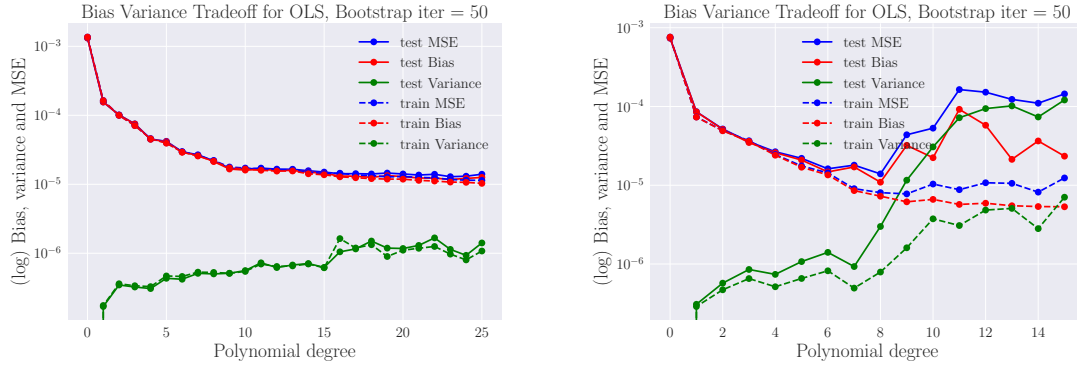 Bias Variance Tradeoff for OLS, Bootstrap iter = 50
(log) Bias, variance and MSE
10⁻³
10⁻⁴
10⁻⁵
10⁻⁶
test MSE
test Bias
test Variance
train MSE
train Bias
train Variance
0 5 10 15 20 25
Polynomial degree
Bias Variance Tradeoff for OLS, Bootstrap iter = 50
(log) Bias, variance and MSE
10⁻³
10⁻⁴
10⁻⁵
10⁻⁶
test MSE
test Bias
test Variance
train MSE
train Bias
train Variance
0 2 4 6 8 10 12 14
Polynomial degree